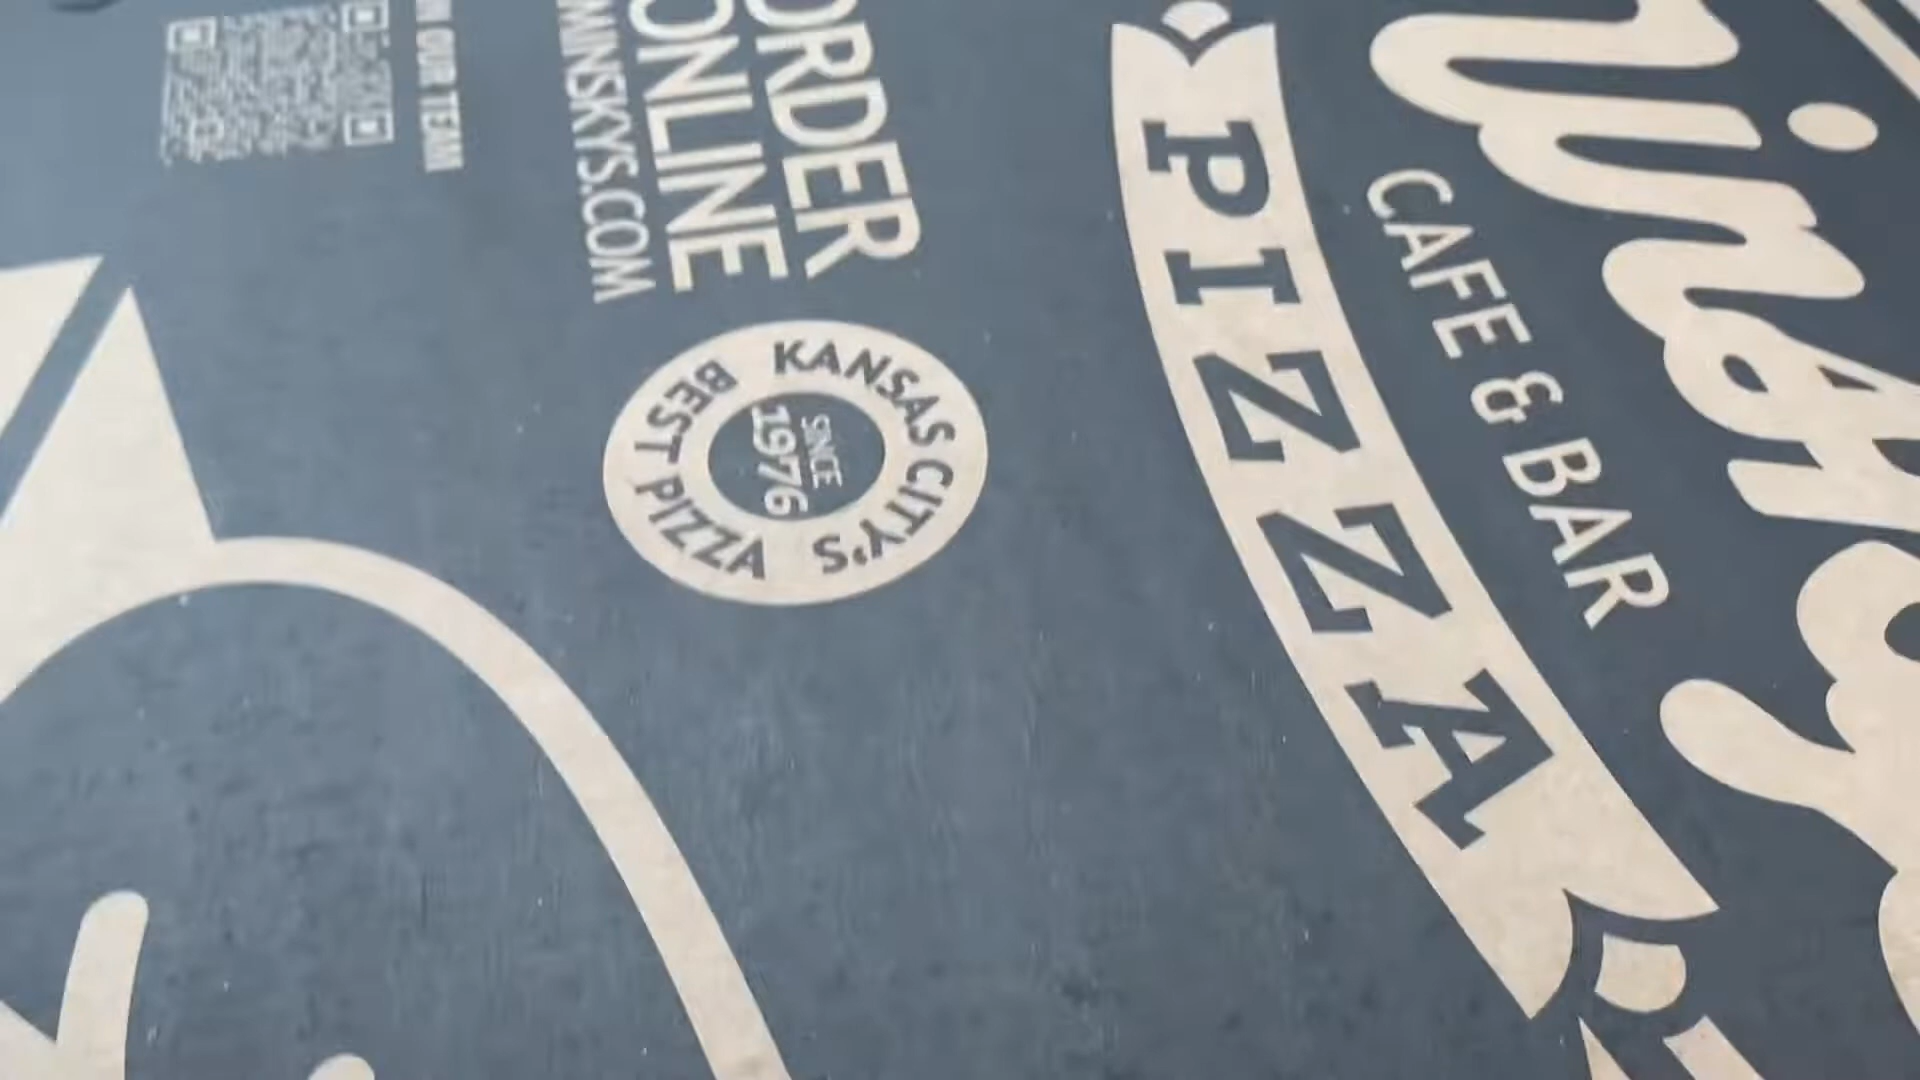 PIZZA
CAFE & BAR
ORDER
ONLINE
MINSKYS.COM
KANSAS CITY'S
BEST PIZZA
SINCE
1976
OUR TEAM